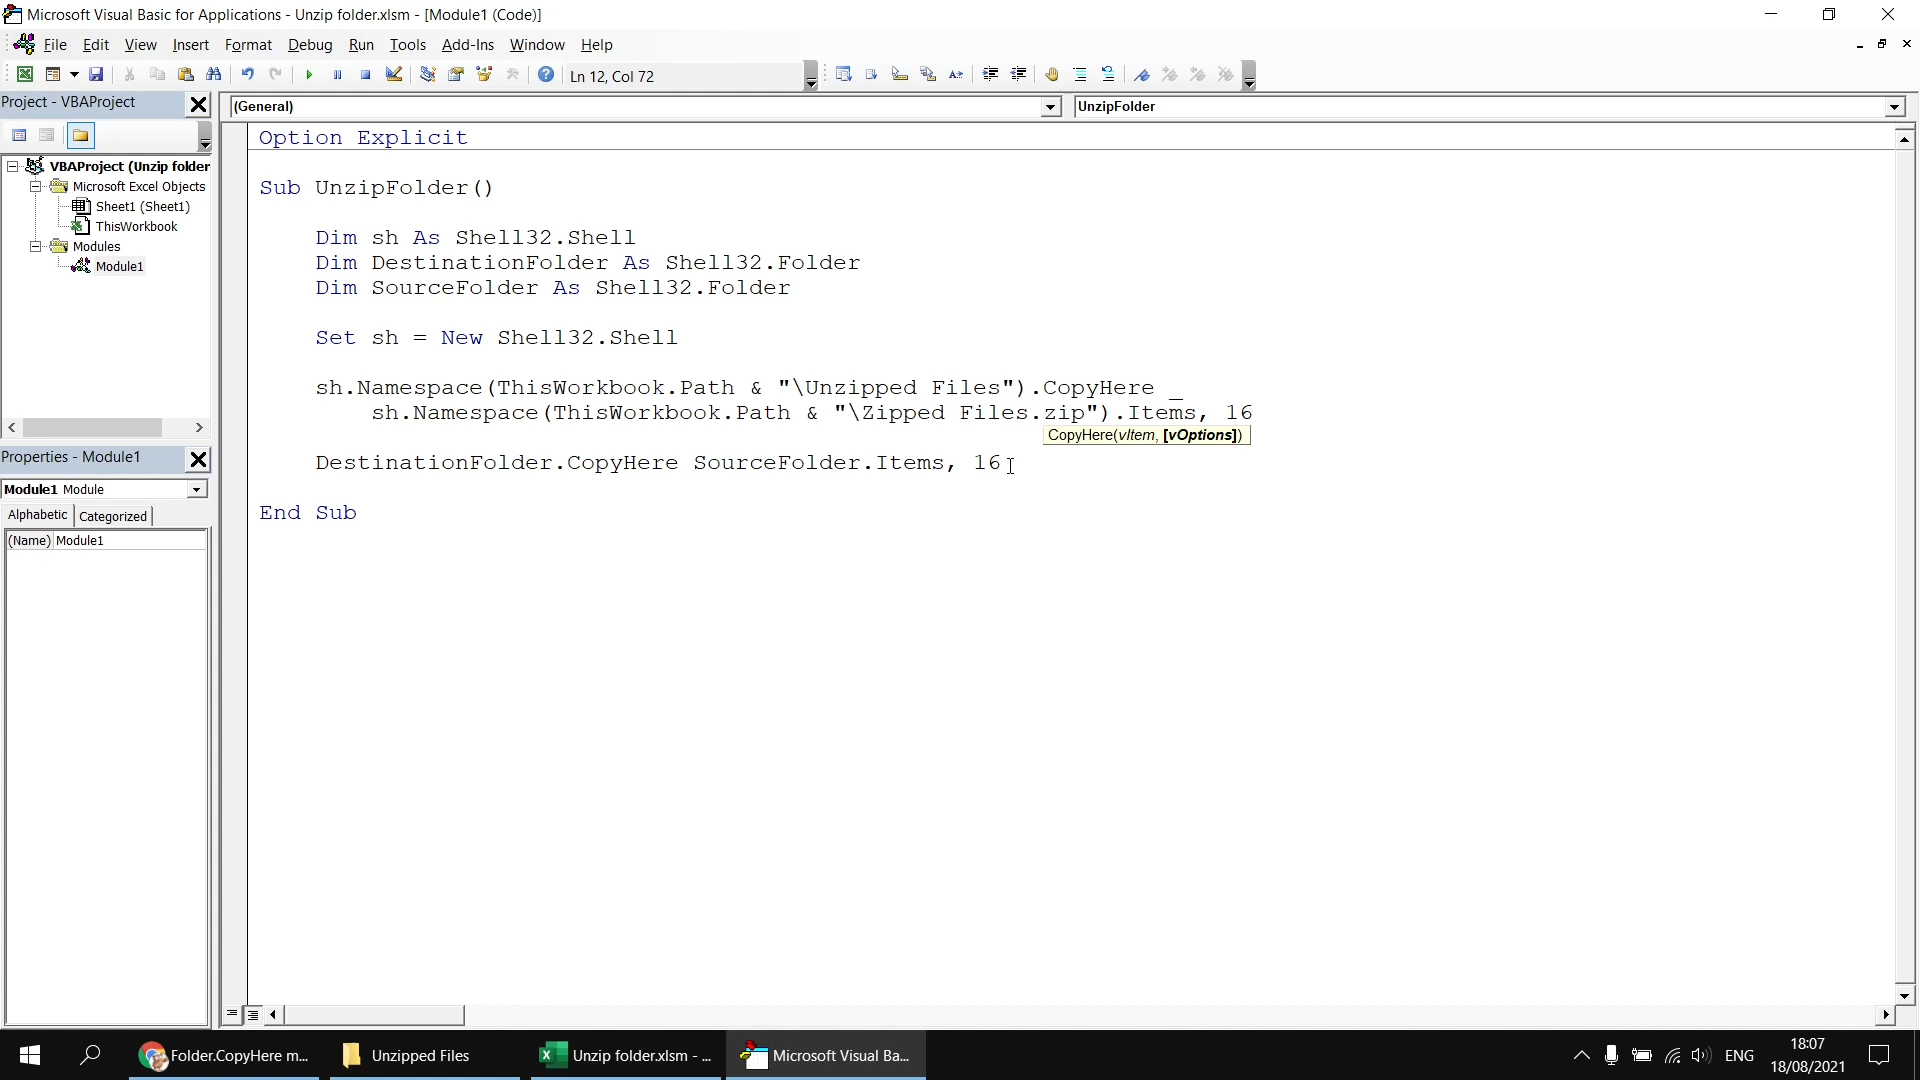 Microsoft Visual Basic for Applications - Unzip folder.xlsm - [Module1 (Code)]
File Edit View Insert Format Debug Run Tools Add-Ins Window Help
Ln 12, Col 72
Project - VBAProject
(General)
UnzipFolder
VBAProject (Unzip folder
Microsoft Excel Objects
Sheet1 (Sheet1)
ThisWorkbook
Modules
Module1
Properties - Module1
Module1 Module
Alphabetic Categorized
(Name) Module1
Option Explicit
Sub UnzipFolder()
Dim sh As Shell32.Shell
Dim DestinationFolder As Shell32.Folder
Dim SourceFolder As Shell32.Folder
Set sh = New Shell32.Shell
sh.Namespace(ThisWorkbook.Path & "\Unzipped Files").CopyHere _
sh.Namespace(ThisWorkbook.Path & "\Zipped Files.zip").Items, 16
CopyHere(vItem, [vOptions])
DestinationFolder.CopyHere SourceFolder.Items, 16
End Sub
Folder.CopyHere m...
Unzipped Files
Unzip folder.xlsm - ...
Microsoft Visual Ba...
ENG
18:07
18/08/2021